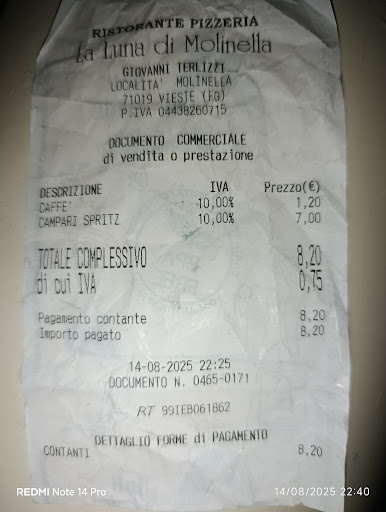 RISTORANTE PIZZERIA
La Luna di Molinella
GIOVANNI TERLIZZI
LOCALITA' MOLINELLA
71019 VIESTE (FG)
P.IVA 04438260715
DOCUMENTO COMMERCIALE
di vendita o prestazione
DESCRIZIONE IVA Prezzo(€)
CAFFE' 10,00% 1,20
CAMPARI SPRITZ 10,00% 7,00
TOTALE COMPLESSIVO 8,20
di cui IVA 0,75
Pagamento contante 8,20
Importo pagato 8,20
14-08-2025 22:25
DOCUMENTO N. 0465-0171
RT 99IEB061862
DETTAGLIO FORME di PAGAMENTO
CONTANTI 8,20
REDMI Note 14 Pro 14/08/2025 22:40